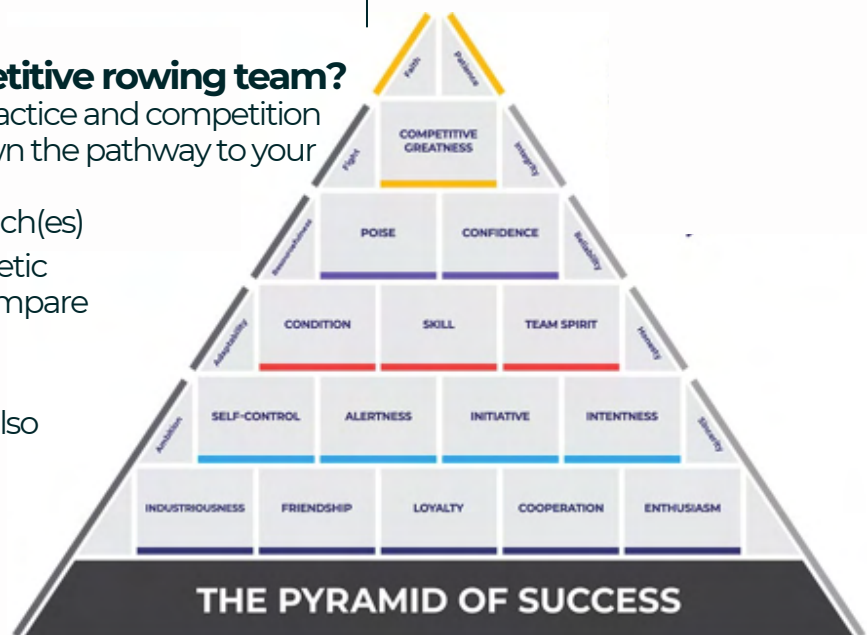 etitive rowing team?
actice and competition
wn the pathway to your
ch(es)
etic
mpare
lso
Faith
Patience
COMPETITIVE
GREATNESS
Fight
Integrity
POISE
CONFIDENCE
Resourcefulness
Reliability
CONDITION
SKILL
TEAM SPIRIT
Adaptability
Honesty
SELF-CONTROL
ALERTNESS
INITIATIVE
INTENTNESS
Ambition
Sincerity
INDUSTRIOUSNESS
FRIENDSHIP
LOYALTY
COOPERATION
ENTHUSIASM
THE PYRAMID OF SUCCESS